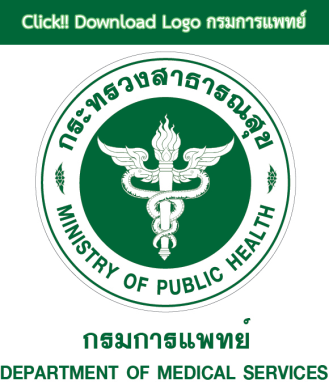 Click!! Download Logo กรมการแพทย์
กระทรวงสาธารณสุข
MINISTRY OF PUBLIC HEALTH
กรมการแพทย์
DEPARTMENT OF MEDICAL SERVICES